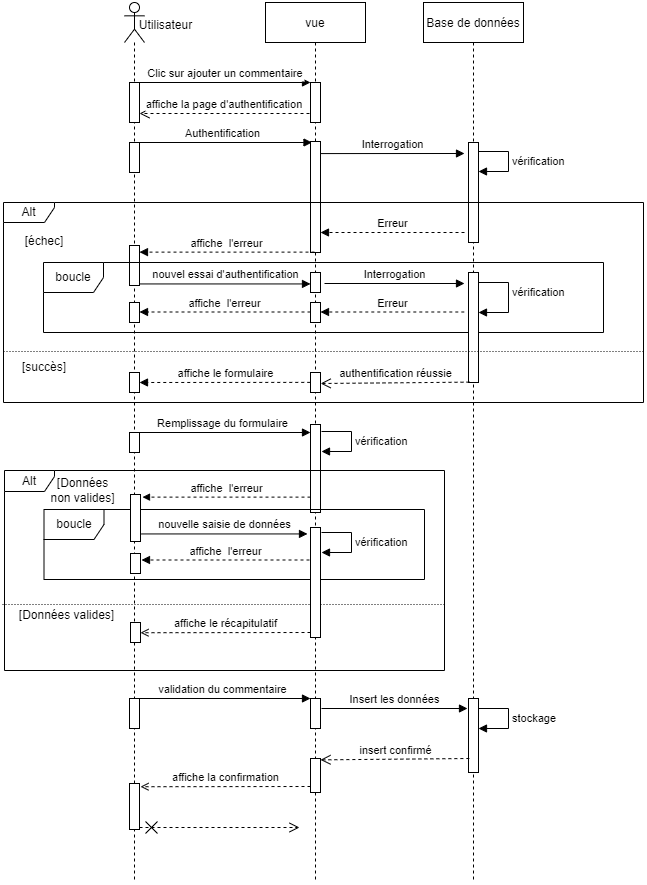 Utilisateur
vue
Base de données
Clic sur ajouter un commentaire
affiche la page d'authentification
Authentification
Interrogation
vérification
Alt
[échec]
Erreur
affiche l'erreur
boucle
nouvel essai d'authentification
Interrogation
vérification
affiche l'erreur
Erreur
[succès]
affiche le formulaire
authentification réussie
Remplissage du formulaire
vérification
Alt
[Données
non valides]
affiche l'erreur
boucle
nouvelle saisie de données
vérification
affiche l'erreur
[Données valides]
affiche le récapitulatif
validation du commentaire
Insert les données
stockage
insert confirmé
affiche la confirmation